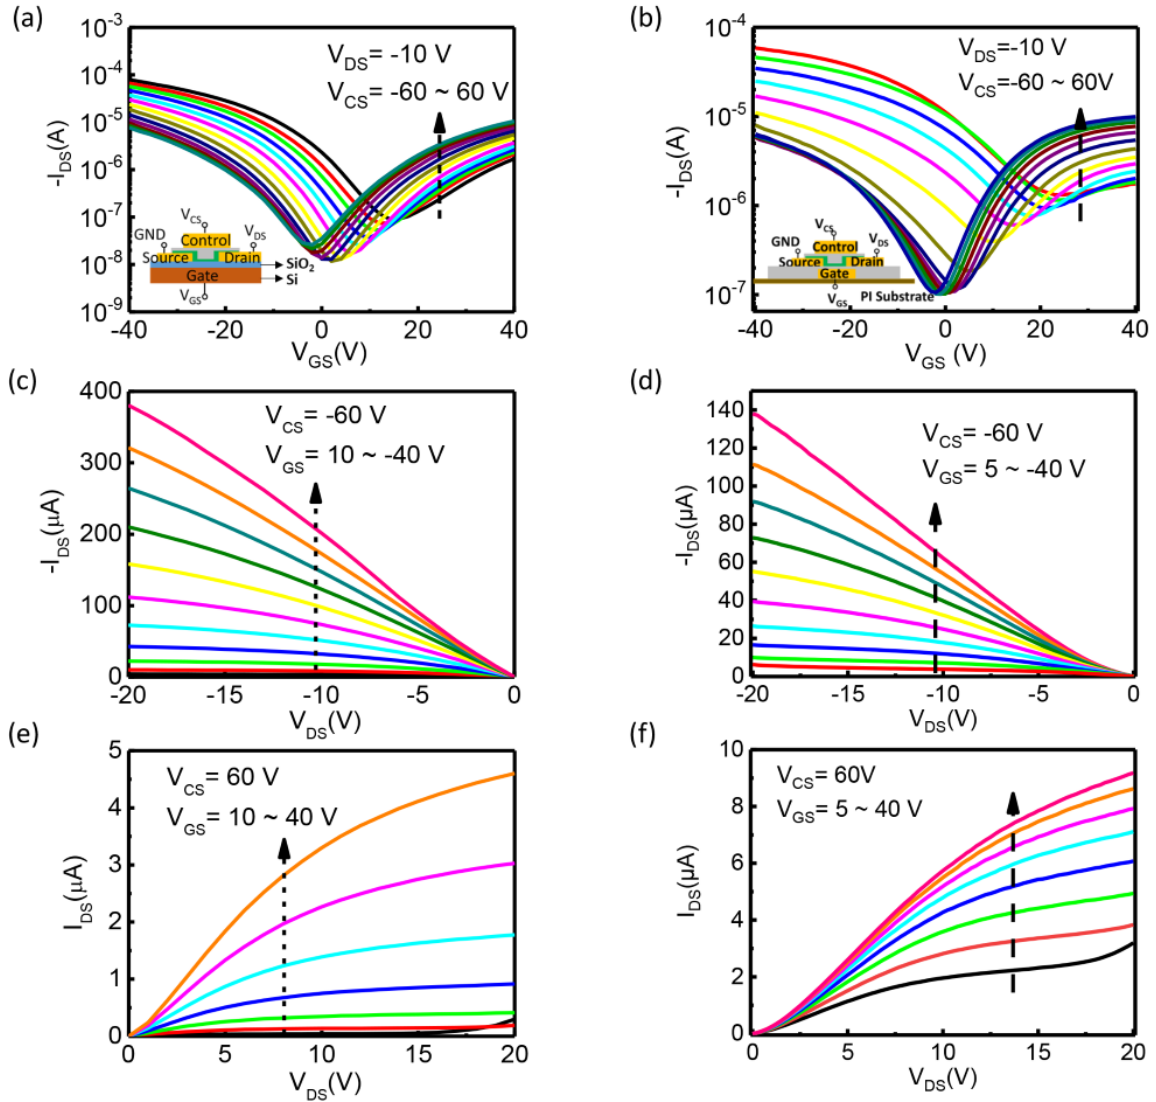 (a)
10⁻³
10⁻⁴
10⁻⁵
10⁻⁶
10⁻⁷
10⁻⁸
10⁻⁹
-I_DS(A)
V_DS= -10 V
V_CS= -60 ~ 60 V
V_CS
GND
Control
V_DS
Source
Drain
SiO₂
Gate
Si
V_GS
-40
-20
0
20
40
V_GS(V)
(b)
10⁻⁴
10⁻⁵
10⁻⁶
10⁻⁷
-I_DS(A)
V_DS= -10 V
V_CS= -60 ~ 60V
V_CS
GND
Control
V_DS
Source
Drain
Gate
V_GS
PI Substrate
-40
-20
0
20
40
V_GS (V)
(c)
400
300
200
100
0
-I_DS(µA)
V_CS= -60 V
V_GS= 10 ~ -40 V
-20
-15
-10
-5
0
V_DS(V)
(d)
140
120
100
80
60
40
20
0
-I_DS(µA)
V_CS= -60 V
V_GS= 5 ~ -40 V
-20
-15
-10
-5
0
V_DS(V)
(e)
5
4
3
2
1
0
I_DS(µA)
V_CS= 60 V
V_GS= 10 ~ 40 V
0
5
10
15
20
V_DS(V)
(f)
10
8
6
4
2
0
I_DS(µA)
V_CS= 60V
V_GS= 5 ~ 40 V
0
5
10
15
20
V_DS(V)